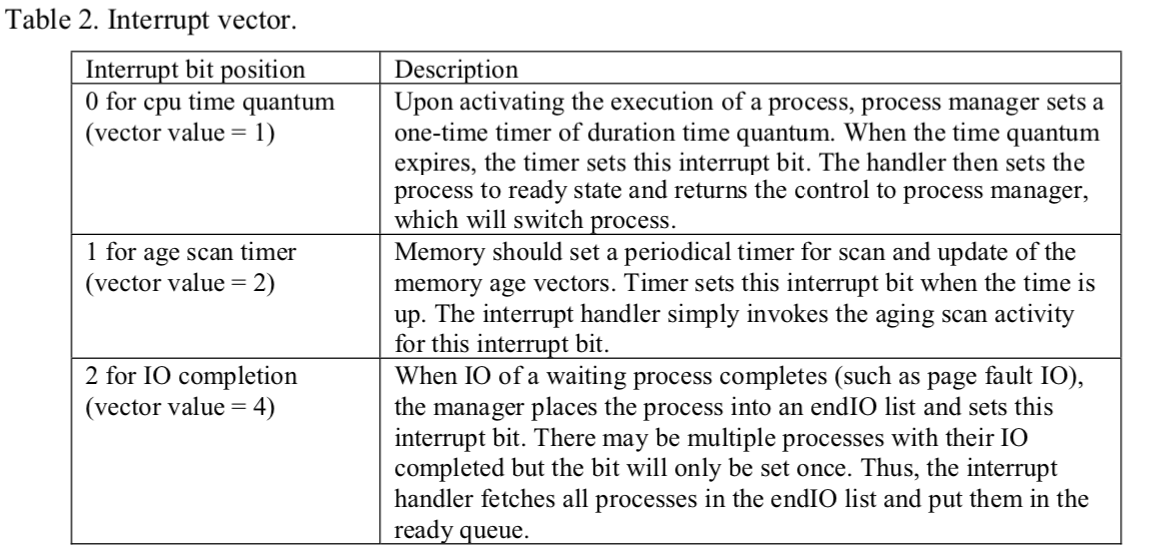 Table 2. Interrupt vector.
Interrupt bit position
Description
0 for cpu time quantum
(vector value = 1)
Upon activating the execution of a process, process manager sets a
one-time timer of duration time quantum. When the time quantum
expires, the timer sets this interrupt bit. The handler then sets the
process to ready state and returns the control to process manager,
which will switch process.
1 for age scan timer
(vector value = 2)
Memory should set a periodical timer for scan and update of the
memory age vectors. Timer sets this interrupt bit when the time is
up. The interrupt handler simply invokes the aging scan activity
for this interrupt bit.
2 for IO completion
(vector value = 4)
When IO of a waiting process completes (such as page fault IO),
the manager places the process into an endIO list and sets this
interrupt bit. There may be multiple processes with their IO
completed but the bit will only be set once. Thus, the interrupt
handler fetches all processes in the endIO list and put them in the
ready queue.